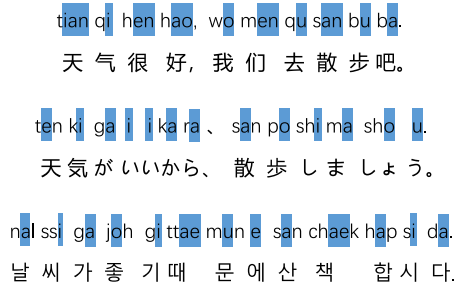 tian qi hen hao, wo men qu san bu ba.
天 气 很 好, 我 们 去 散 步 吧。
ten ki ga i i ka ra 、 san po shi ma sho u.
天 気 が いい から、 散 歩 し ま しょ う。
nal ssi ga joh gi ttae mun e san chaek hap si da.
날 씨 가 좋 기 때 문 에 산 책 합 시 다.